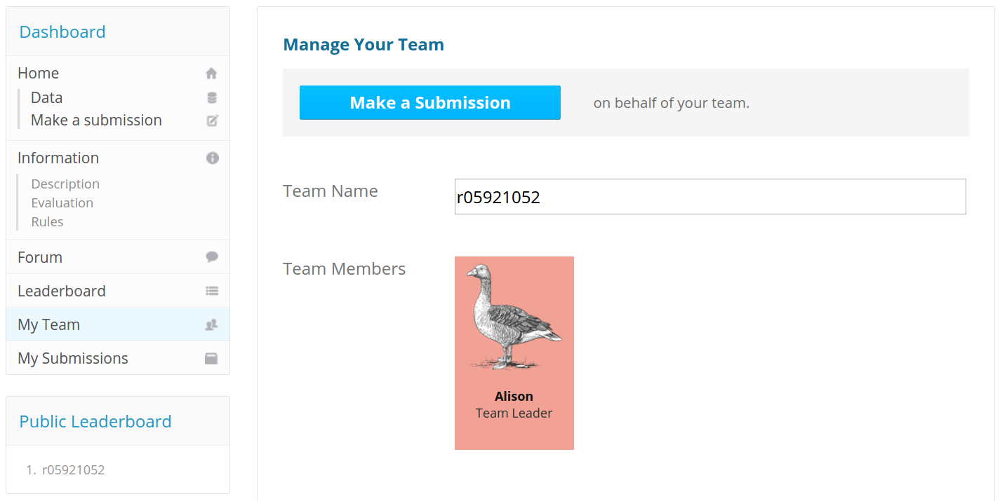 Dashboard
Home
Data
Make a submission
Information
Description
Evaluation
Rules
Forum
Leaderboard
My Team
My Submissions
Public Leaderboard
1. r05921052
Manage Your Team
Make a Submission on behalf of your team.
Team Name r05921052
Team Members
Alison
Team Leader